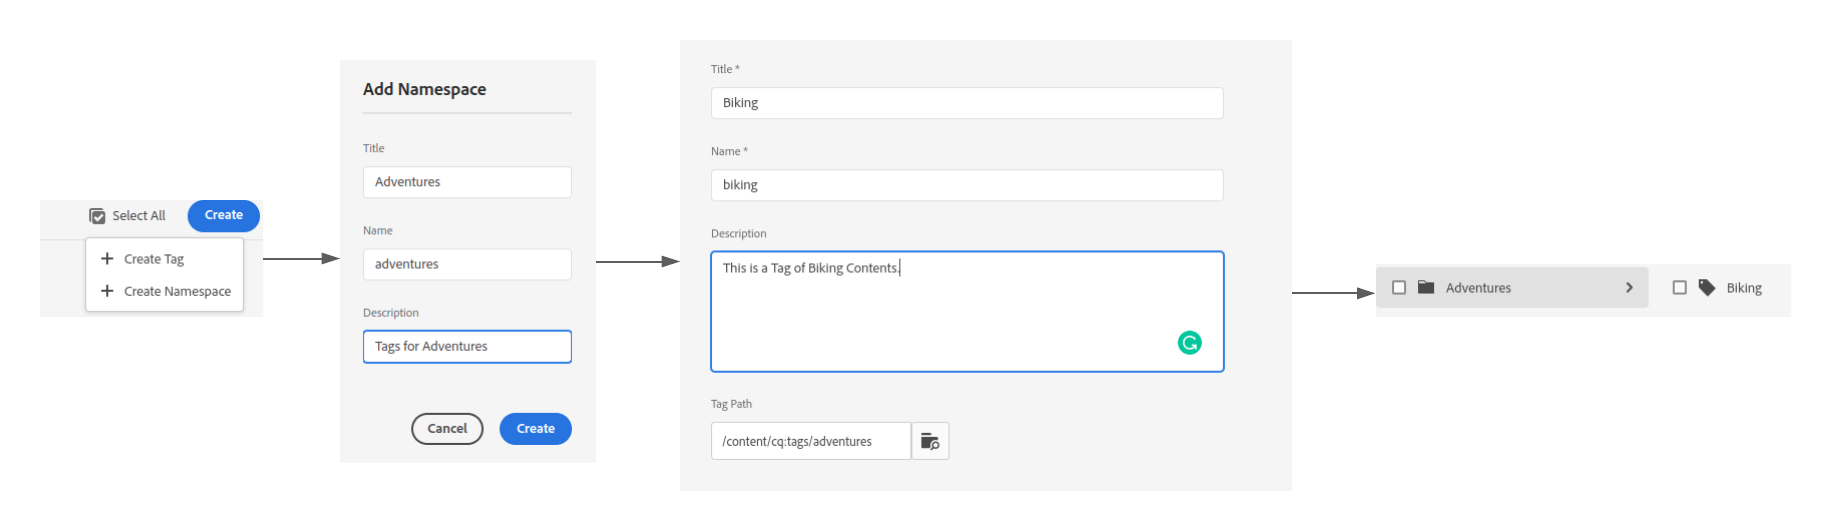 Select All
Create
+ Create Tag
+ Create Namespace
Add Namespace
Title
Adventures
Name
adventures
Description
Tags for Adventures
Cancel
Create
Title *
Biking
Name *
biking
Description
This is a Tag of Biking Contents.
Tag Path
/content/cq:tags/adventures
Adventures
Biking